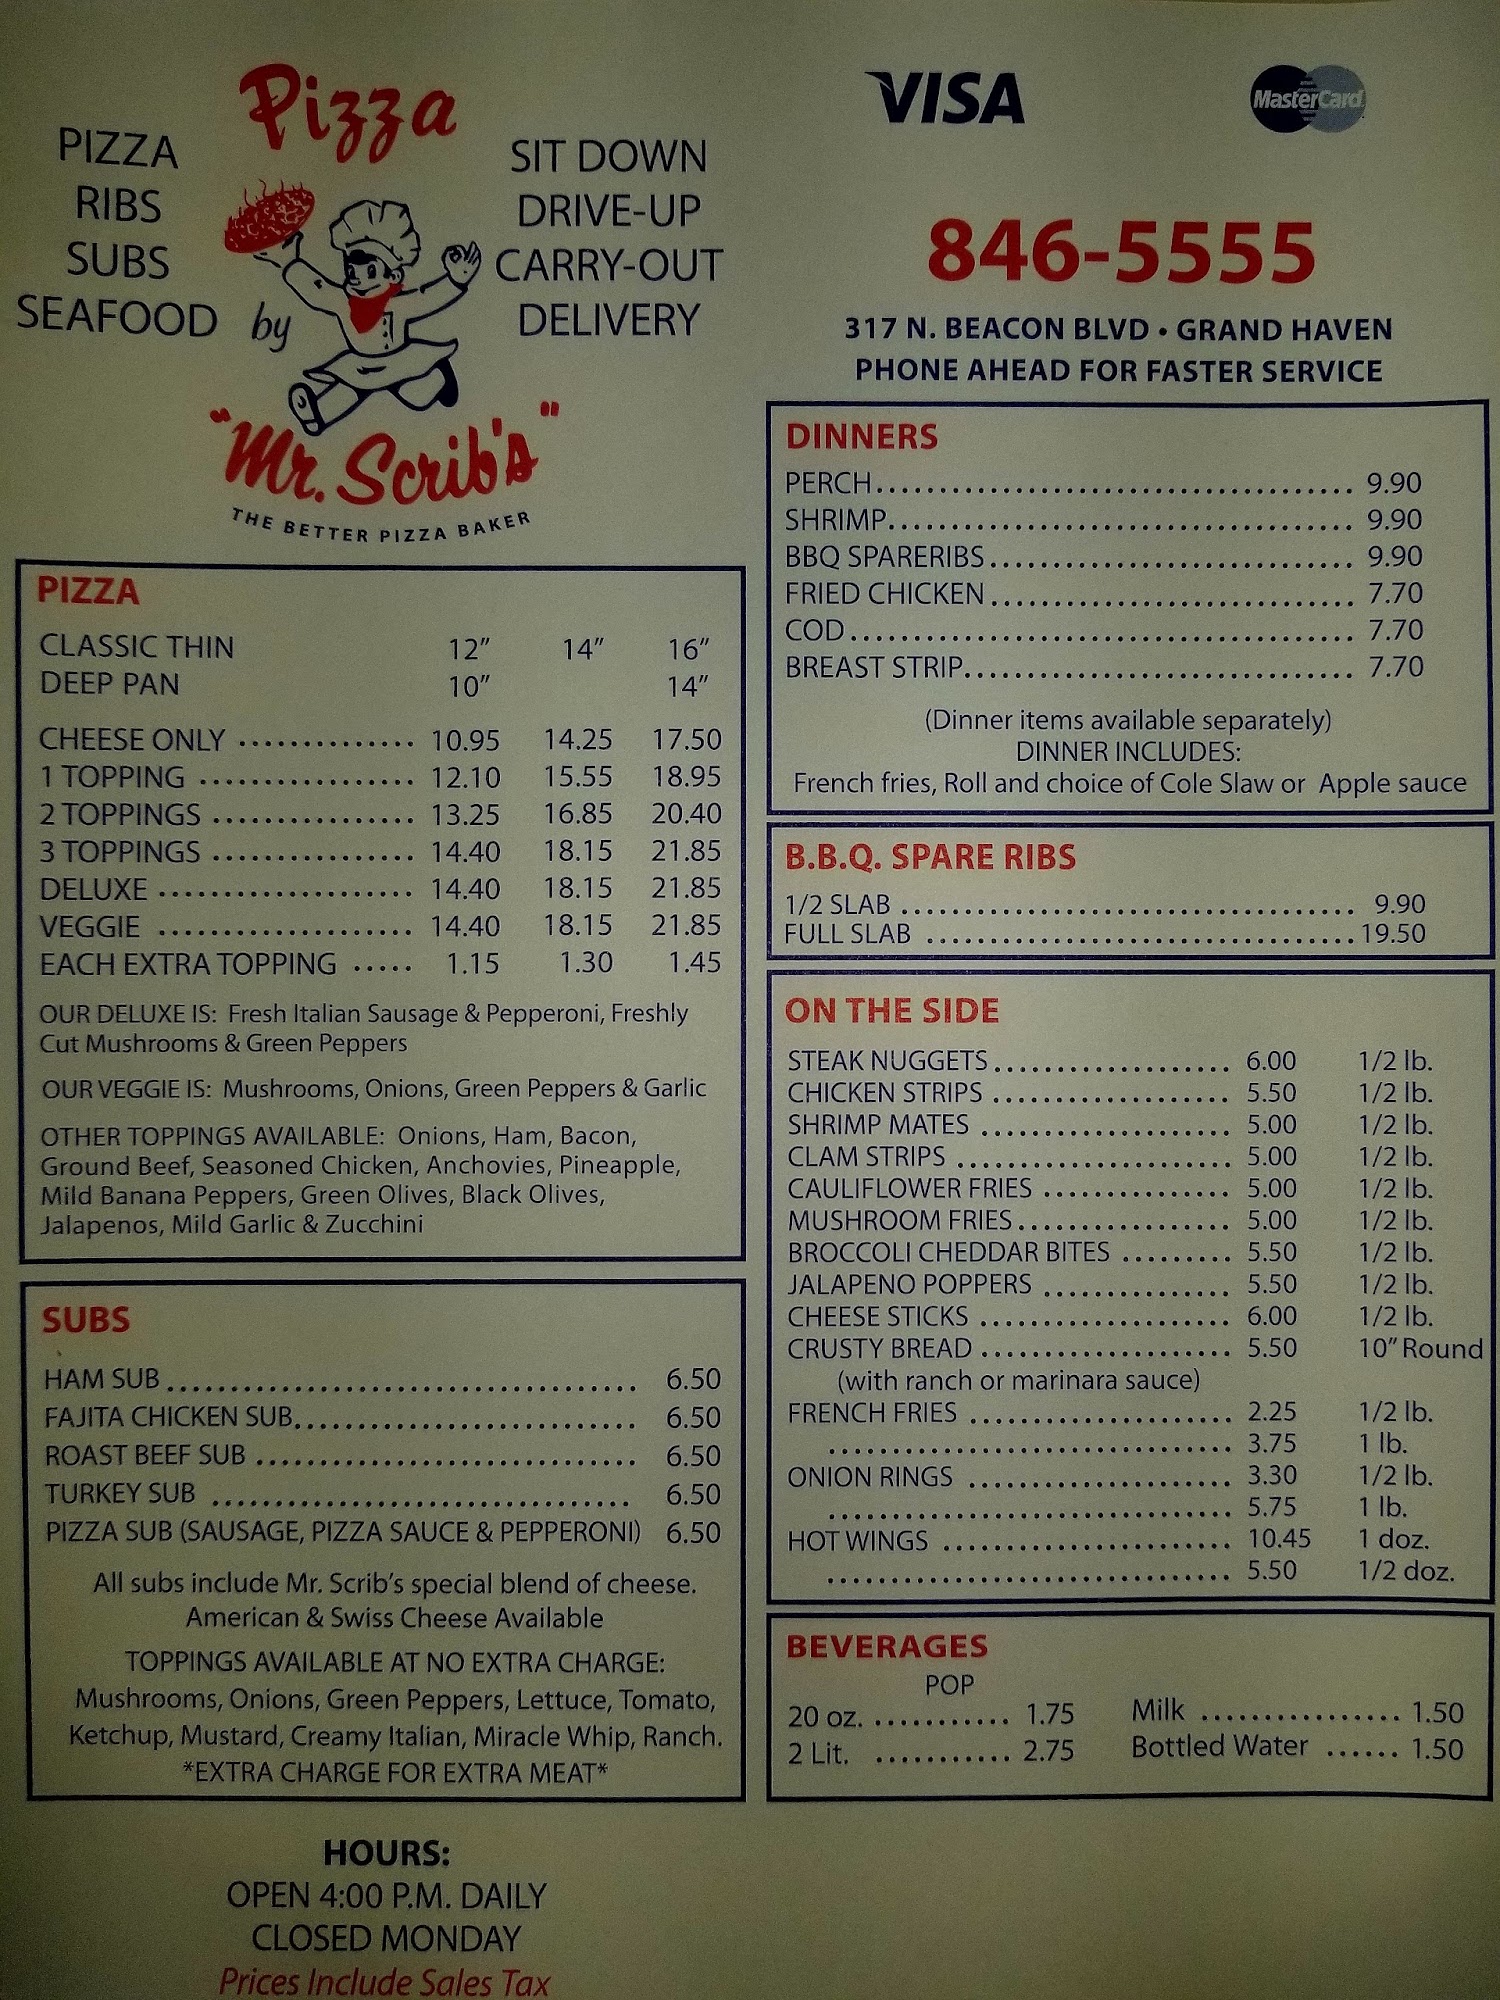 PIZZA
RIBS
SUBS
SEAFOOD
Pizza
by
"Mr. Scrib's"
THE BETTER PIZZA BAKER
SIT DOWN
DRIVE-UP
CARRY-OUT
DELIVERY
VISA
MasterCard
846-5555
317 N. BEACON BLVD • GRAND HAVEN
PHONE AHEAD FOR FASTER SERVICE
PIZZA
CLASSIC THIN 12" 14" 16"
DEEP PAN 10" 14"
CHEESE ONLY .............. 10.95 14.25 17.50
1 TOPPING ................. 12.10 15.55 18.95
2 TOPPINGS ................ 13.25 16.85 20.40
3 TOPPINGS ................ 14.40 18.15 21.85
DELUXE .................... 14.40 18.15 21.85
VEGGIE .................... 14.40 18.15 21.85
EACH EXTRA TOPPING ..... 1.15 1.30 1.45
OUR DELUXE IS: Fresh Italian Sausage & Pepperoni, Freshly
Cut Mushrooms & Green Peppers
OUR VEGGIE IS: Mushrooms, Onions, Green Peppers & Garlic
OTHER TOPPINGS AVAILABLE: Onions, Ham, Bacon,
Ground Beef, Seasoned Chicken, Anchovies, Pineapple,
Mild Banana Peppers, Green Olives, Black Olives,
Jalapenos, Mild Garlic & Zucchini
SUBS
HAM SUB..................................... 6.50
FAJITA CHICKEN SUB........................... 6.50
ROAST BEEF SUB .............................. 6.50
TURKEY SUB ................................. 6.50
PIZZA SUB (SAUSAGE, PIZZA SAUCE & PEPPERONI) 6.50
All subs include Mr. Scrib's special blend of cheese.
American & Swiss Cheese Available
TOPPINGS AVAILABLE AT NO EXTRA CHARGE:
Mushrooms, Onions, Green Peppers, Lettuce, Tomato,
Ketchup, Mustard, Creamy Italian, Miracle Whip, Ranch.
*EXTRA CHARGE FOR EXTRA MEAT*
HOURS:
OPEN 4:00 P.M. DAILY
CLOSED MONDAY
Prices Include Sales Tax
DINNERS
PERCH....................................... 9.90
SHRIMP...................................... 9.90
BBQ SPARERIBS.............................. 9.90
FRIED CHICKEN.............................. 7.70
COD......................................... 7.70
BREAST STRIP................................ 7.70
(Dinner items available separately)
DINNER INCLUDES:
French fries, Roll and choice of Cole Slaw or Apple sauce
B.B.Q. SPARE RIBS
1/2 SLAB .................................... 9.90
FULL SLAB ..................................19.50
ON THE SIDE
STEAK NUGGETS................... 6.00 1/2 lb.
CHICKEN STRIPS ................... 5.50 1/2 lb.
SHRIMP MATES .................... 5.00 1/2 lb.
CLAM STRIPS ...................... 5.00 1/2 lb.
CAULIFLOWER FRIES ............... 5.00 1/2 lb.
MUSHROOM FRIES................. 5.00 1/2 lb.
BROCCOLI CHEDDAR BITES ......... 5.50 1/2 lb.
JALAPENO POPPERS ............... 5.50 1/2 lb.
CHEESE STICKS .................... 6.00 1/2 lb.
CRUSTY BREAD .................... 5.50 10" Round
(with ranch or marinara sauce)
FRENCH FRIES ..................... 2.25 1/2 lb.
................................ 3.75 1 lb.
ONION RINGS ..................... 3.30 1/2 lb.
................................ 5.75 1 lb.
HOT WINGS ....................... 10.45 1 doz.
................................ 5.50 1/2 doz.
BEVERAGES
POP
20 oz. ........... 1.75 Milk ................ 1.50
2 Lit. ........... 2.75 Bottled Water ...... 1.50